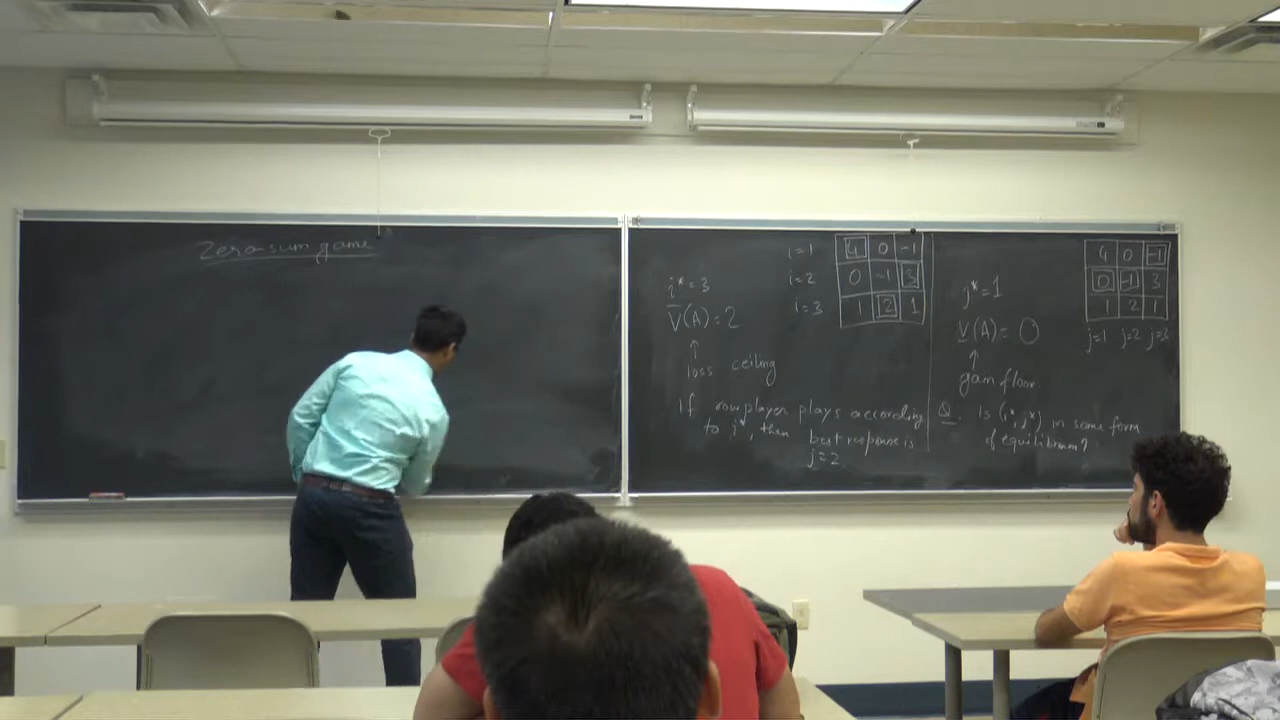 Zero-sum game
i=1 4 0 -1
i=2 0 -1 3
i=3 1 2 1
i*=3
V̅(A)=2
↑
loss ceiling
If row player plays according
to i*, then best response is
j=2
j*=1
V̲(A)=0
↑
gain floor
4 0 -1
0 -1 3
1 2 1
j=1 j=2 j=3
Q. Is (i*,j*) in some form
of equilibrium?